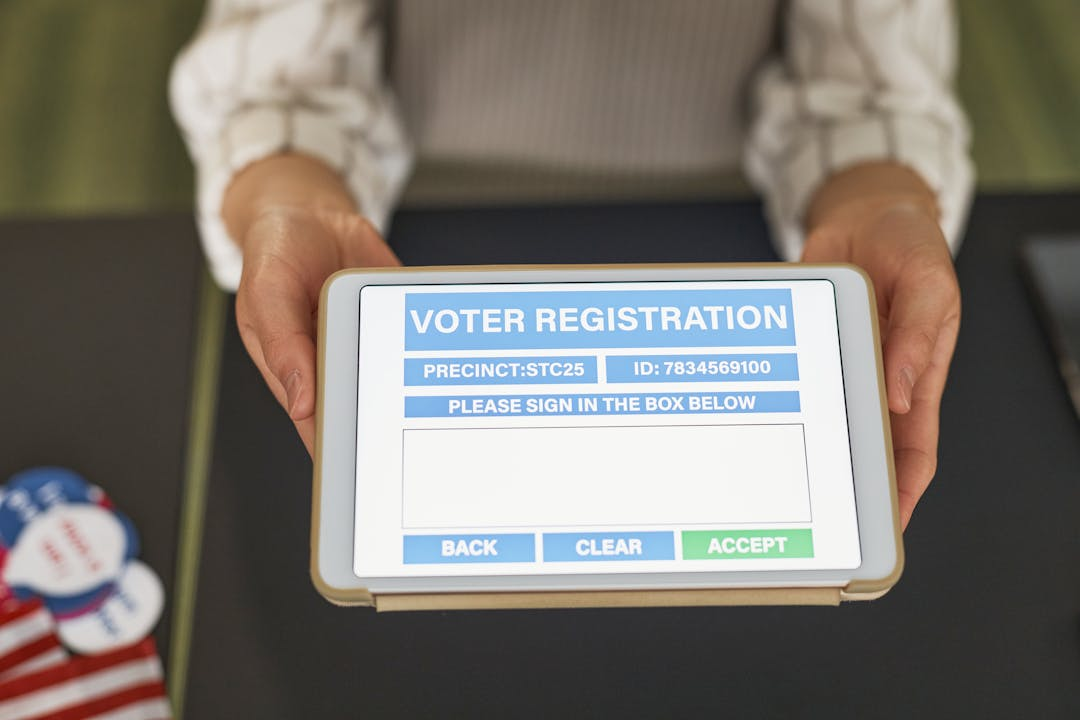 VOTER REGISTRATION
PRECINCT:STC25 ID: 7834569100
PLEASE SIGN IN THE BOX BELOW
BACK CLEAR ACCEPT